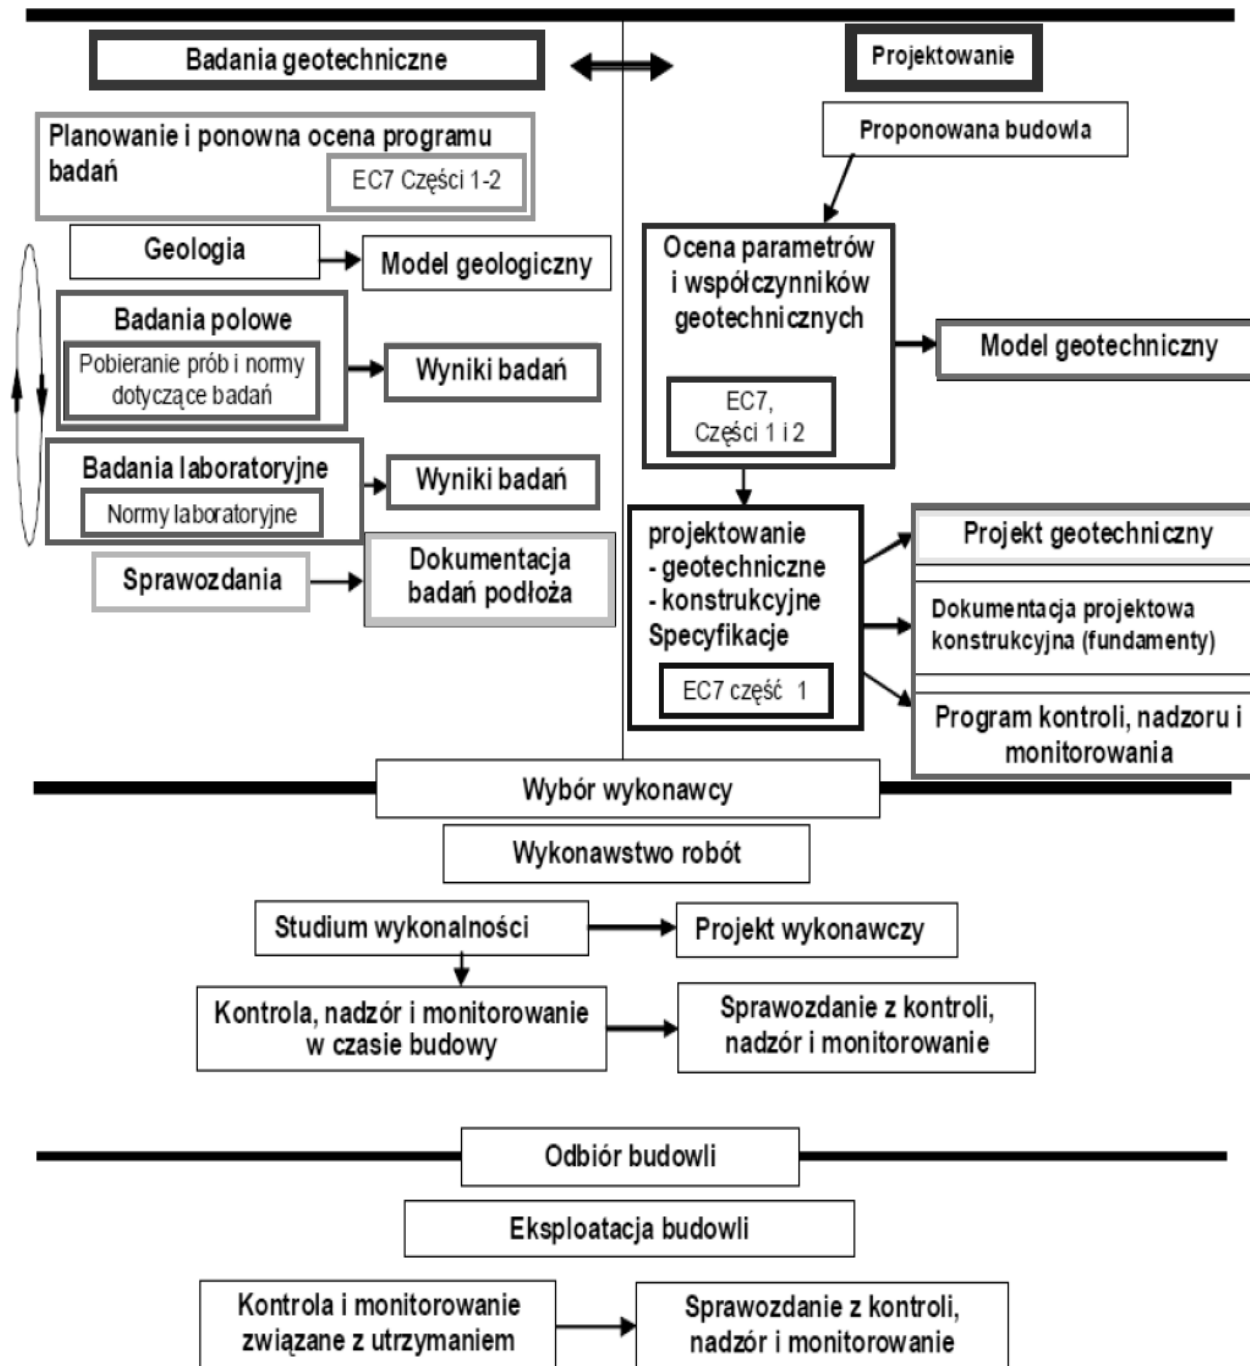 Badania geotechniczne
Projektowanie
Planowanie i ponowna ocena programu
badań
EC7 Części 1-2
Proponowana budowla
Geologia
Model geologiczny
Ocena parametrów
i współczynników
geotechnicznych
EC7,
Części 1 i 2
Model geotechniczny
Badania polowe
Pobieranie prób i normy
dotyczące badań
Wyniki badań
Badania laboratoryjne
Normy laboratoryjne
Wyniki badań
Sprawozdania
Dokumentacja
badań podłoża
projektowanie
- geotechniczne
- konstrukcyjne
Specyfikacje
EC7 część 1
Projekt geotechniczny
Dokumentacja projektowa
konstrukcyjna (fundamenty)
Program kontroli, nadzoru i
monitorowania
Wybór wykonawcy
Wykonawstwo robót
Studium wykonalności
Projekt wykonawczy
Kontrola, nadzór i monitorowanie
w czasie budowy
Sprawozdanie z kontroli,
nadzór i monitorowanie
Odbiór budowli
Eksploatacja budowli
Kontrola i monitorowanie
związane z utrzymaniem
Sprawozdanie z kontroli,
nadzór i monitorowanie